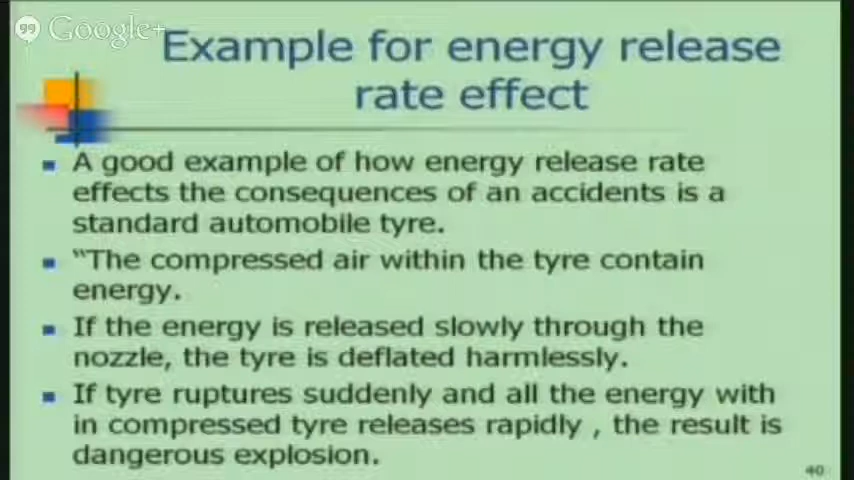 Google+
Example for energy release
rate effect
A good example of how energy release rate
effects the consequences of an accidents is a
standard automobile tyre.
“The compressed air within the tyre contain
energy.
If the energy is released slowly through the
nozzle, the tyre is deflated harmlessly.
If tyre ruptures suddenly and all the energy with
in compressed tyre releases rapidly , the result is
dangerous explosion.
40